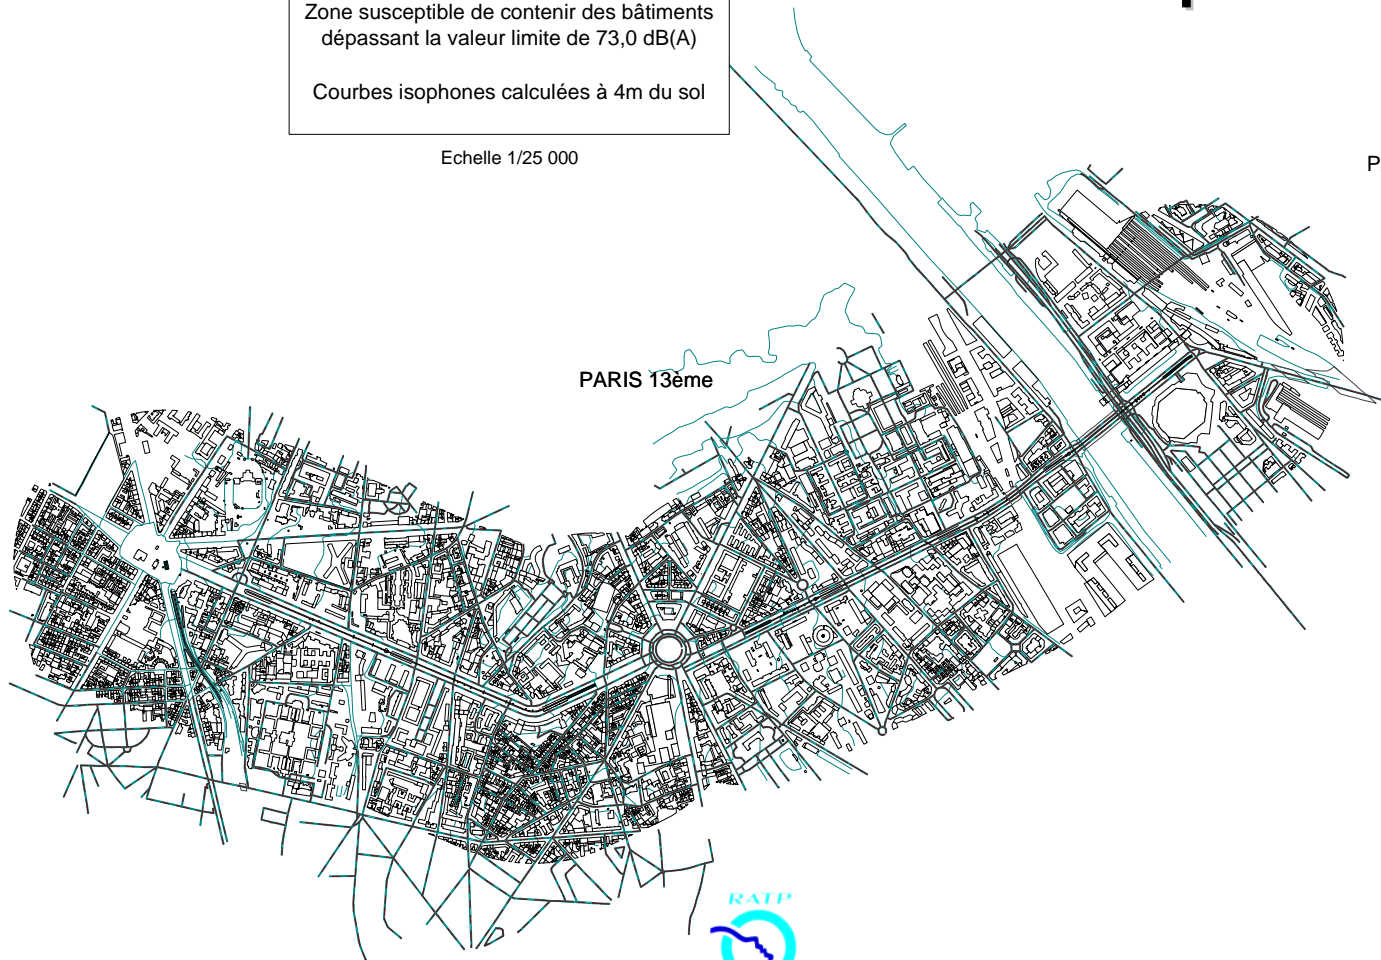 Zone susceptible de contenir des bâtiments
dépassant la valeur limite de 73,0 dB(A)
Courbes isophones calculées à 4m du sol
Echelle 1/25 000
P
PARIS 13ème
RATP